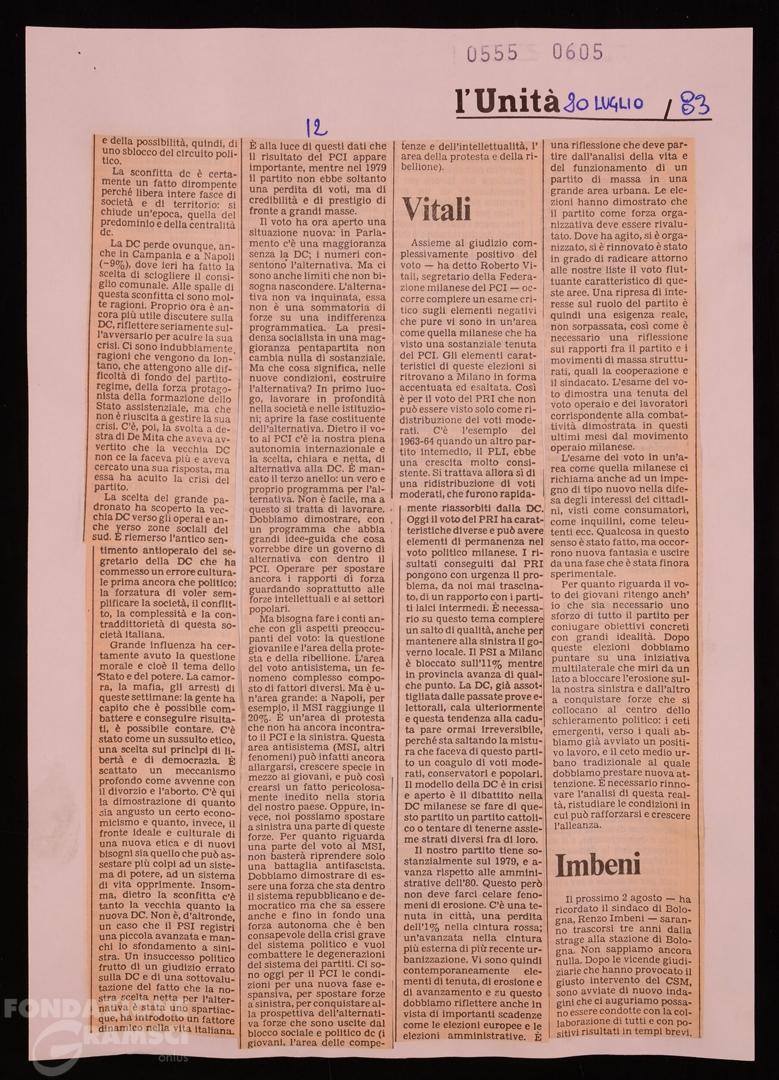 0555 0605
l'Unità 20 LUGLIO / 83
12
e della possibilità, quindi, di
uno sblocco del circuito poli-
tico.
La sconfitta dc è certa-
mente un fatto dirompente
perché libera intere fasce di
società e di territorio: si
chiude un'epoca, quella del
predominio e della centralità
dc.
La DC perde ovunque, an-
che in Campania e a Napoli
(-9%), dove ieri ha fatto la
scelta di sciogliere il consi-
glio comunale. Alle spalle di
questa sconfitta ci sono mol-
te ragioni. Proprio ora è an-
cora più utile discutere sulla
DC, riflettere seriamente sul-
l'avversario per acuire la sua
crisi. Ci sono indubbiamente
ragioni che vengono da lon-
tano, che attengono alle dif-
ficoltà di fondo del partito-
regime, della forza protago-
nista della formazione dello
Stato assistenziale, ma che
non è riuscita a gestire la sua
crisi. C'è, poi, la svolta a de-
stra di De Mita che aveva av-
vertito che la vecchia DC
non ce la faceva più e aveva
cercato una sua risposta, ma
essa ha acuito la crisi del
partito.
La scelta del grande pa-
dronato ha scoperto la vec-
chia DC verso gli operai e an-
che verso zone sociali del
sud. È riemerso l'antico sen-
timento antioperaio del se-
gretario della DC che ha
commesso un errore cultura-
le prima ancora che politico:
la forzatura di voler sem-
plificare la società, il conflit-
to, la complessità e la con-
traddittorietà di questa so-
cietà italiana.
Grande influenza ha cer-
tamente avuto la questione
morale e cioè il tema dello
Stato e del potere. La camor-
ra, la mafia, gli arresti di
queste settimane: la gente ha
capito che è possibile com-
battere e conseguire risulta-
ti, è possibile contare. C'è
stato come un sussulto etico,
una scelta sui principi di li-
bertà e di democrazia. È
scattato un meccanismo
profondo come avvenne con
il divorzio e l'aborto. C'è qui
la dimostrazione di quanto
sia angusto un certo econo-
micismo e quanto, invece, il
fronte ideale e culturale di
una nuova etica e di nuovi
bisogni sia quello che può as-
sestare più colpi ad un siste-
ma di potere, ad un sistema
di vita opprimente. Insom-
ma, dietro la sconfitta c'è
tanto la vecchia quanto la
nuova DC. Non è, d'altronde,
un caso che il PSI registri
una piccola avanzata e man-
chi lo sfondamento a sini-
stra. Un insuccesso politico
frutto di un giudizio errato
sulla DC e di una sottovalu-
tazione del fatto che la no-
stra scelta netta per l'alter-
nativa è stata uno spartiac-
que, ha introdotto un fattore
dinamico nella vita italiana.
È alla luce di questi dati che
il risultato del PCI appare
importante, mentre nel 1979
il partito non ebbe soltanto
una perdita di voti, ma di
credibilità e di prestigio di
fronte a grandi masse.
Il voto ha ora aperto una
situazione nuova: in Parla-
mento c'è una maggioranza
senza la DC; i numeri con-
sentono l'alternativa. Ma ci
sono anche limiti che non bi-
sogna nascondere. L'alterna-
tiva non va inquinata, essa
non è una sommatoria di
forze su una indifferenza
programmatica. La presi-
denza socialista in una mag-
gioranza pentapartita non
cambia nulla di sostanziale.
Ma che cosa significa, nelle
nuove condizioni, costruire
l'alternativa? In primo luo-
go, lavorare in profondità
nella società e nelle istituzio-
ni; aprire la fase costituente
dell'alternativa. Dietro il vo-
to al PCI c'è la nostra piena
autonomia internazionale e
la scelta, chiara e netta, di
alternativa alla DC. È man-
cato il terzo anello: un vero e
proprio programma per l'al-
ternativa. Non è facile, ma a
questo si tratta di lavorare.
Dobbiamo dimostrare, con
un programma che abbia
grandi idee-guida che cosa
vorrebbe dire un governo di
alternativa con dentro il
PCI. Operare per spostare
ancora i rapporti di forza
guardando soprattutto alle
forze intellettuali e ai settori
popolari.
Ma bisogna fare i conti an-
che con gli aspetti preoccu-
panti del voto: la questione
giovanile e l'area della prote-
sta e della ribellione. L'area
del voto antisistema, un fe-
nomeno complesso compo-
sto di fattori diversi. Ma è u-
n'area grande: a Napoli, per
esempio, il MSI raggiunge il
20%. È un'area di protesta
che non ha ancora incontra-
to il PCI e la sinistra. Questa
area antisistema (MSI, altri
fenomeni) può infatti ancora
allargarsi, crescere specie in
mezzo ai giovani, e può così
crearsi un fatto pericolosa-
mente inedito nella storia
del nostro paese. Oppure, in-
vece, noi possiamo spostare
a sinistra una parte di queste
forze. Per quanto riguarda
una parte del voto al MSI,
non basterà riprendere solo
una battaglia antifascista.
Dobbiamo dimostrare di es-
sere una forza che sta dentro
il sistema repubblicano e de-
mocratico ma che sa essere
anche e fino in fondo una
forza autonoma che è ben
consapevole della crisi grave
del sistema politico e vuol
combattere le degenerazioni
del sistema dei partiti. Ci so-
no oggi per il PCI le condi-
zioni per una nuova fase e-
spansiva, per spostare forze
a sinistra, per conquistare al-
la prospettiva dell'alternati-
va forze che sono uscite dal
blocco sociale e politico dc (i
giovani, l'area delle compe-
tenze e dell'intellettualità, l'
area della protesta e della ri-
bellione).
Vitali
Assieme al giudizio com-
plessivamente positivo del
voto — ha detto Roberto Vi-
tali, segretario della Federa-
zione milanese del PCI — oc-
corre compiere un esame cri-
tico sugli elementi negativi
che pure vi sono in un'area
come quella milanese che ha
visto una sostanziale tenuta
del PCI. Gli elementi carat-
teristici di queste elezioni si
ritrovano a Milano in forma
accentuata ed esaltata. Così
è per il voto del PRI che non
può essere visto solo come ri-
distribuzione dei voti mode-
rati. C'è l'esempio del
1963-64 quando un altro par-
tito intermedio, il PLI, ebbe
una crescita molto consi-
stente. Si trattava allora sì di
una ridistribuzione di voti
moderati, che furono rapida-
mente riassorbiti dalla DC.
Oggi il voto del PRI ha carat-
teristiche diverse e può avere
elementi di permanenza nel
voto politico milanese. I ri-
sultati conseguiti dal PRI
pongono con urgenza il pro-
blema, da noi mai trascina-
to, di un rapporto con i parti-
ti laici intermedi. È necessa-
rio su questo tema compiere
un salto di qualità, anche per
mantenere alla sinistra il go-
verno locale. Il PSI a Milano
è bloccato sull'11% mentre
in provincia avanza di qual-
che punto. La DC, già assot-
tigliata dalle passate prove e-
lettorali, cala ulteriormente
e questa tendenza alla cadu-
ta pare ormai irreversibile,
perché sta saltando la mistu-
ra che faceva di questo parti-
to un coagulo di voti mode-
rati, conservatori e popolari.
Il modello della DC è in crisi
e aperto è il dibattito nella
DC milanese se fare di que-
sto partito un partito cattoli-
co o tentare di tenerne assie-
me strati diversi fra di loro.
Il nostro partito tiene so-
stanzialmente sul 1979, e a-
vanza rispetto alle ammini-
strative dell'80. Questo però
non deve farci celare feno-
meni di erosione. C'è una te-
nuta in città, una perdita
dell'1% nella cintura rossa;
un'avanzata nella cintura
più esterna di più recente ur-
banizzazione. Vi sono quindi
contemporaneamente ele-
menti di tenuta, di erosione e
di avanzamento e su questo
dobbiamo riflettere anche in
vista di importanti scadenze
come le elezioni europee e le
elezioni amministrative. È
una riflessione che deve par-
tire dall'analisi della vita e
del funzionamento di un
partito di massa in una
grande area urbana. Le ele-
zioni hanno dimostrato che
il partito come forza orga-
nizzativa deve essere rivalu-
tato. Dove ha agito, si è orga-
nizzato, si è rinnovato è stato
in grado di radicare attorno
alle nostre liste il voto flut-
tuante caratteristico di que-
ste aree. Una ripresa di inte-
resse sul ruolo del partito è
quindi una esigenza reale,
non sorpassata, così come è
necessario una riflessione
sui rapporti fra il partito e i
movimenti di massa struttu-
rati, quali la cooperazione e
il sindacato. L'esame del vo-
to dimostra una tenuta del
voto operaio e dei lavoratori
corrispondente alla combat-
tività dimostrata in questi
ultimi mesi dal movimento
operaio milanese.
L'esame del voto in un'a-
rea come quella milanese ci
richiama anche ad un impe-
gno di tipo nuovo nella dife-
sa degli interessi dei cittadi-
ni, visti come consumatori,
come inquilini, come teleu-
tenti ecc. Qualcosa in questo
senso è stato fatto, ma occor-
rono nuova fantasia e uscire
da una fase che è stata finora
sperimentale.
Per quanto riguarda il vo-
to dei giovani ritengo anch'
io che sia necessario uno
sforzo di tutto il partito per
coniugare obiettivi concreti
con grandi idealità. Dopo
queste elezioni dobbiamo
puntare su una iniziativa
multilaterale che miri da un
lato a bloccare l'erosione sul-
la nostra sinistra e dall'altro
a conquistare forze che si
collocano al centro dello
schieramento politico: i ceti
emergenti, verso i quali ab-
biamo già avviato un positi-
vo lavoro, e il ceto medio ur-
bano tradizionale al quale
dobbiamo prestare nuova at-
tenzione. È necessario rinno-
vare l'analisi di questa real-
tà, ristudiare le condizioni in
cui può rafforzarsi e crescere
l'alleanza.
Imbeni
Il prossimo 2 agosto — ha
ricordato il sindaco di Bolo-
gna, Renzo Imbeni — saran-
no trascorsi tre anni dalla
strage alla stazione di Bolo-
gna. Non sappiamo ancora
nulla. Dopo le vicende giudi-
ziarie che hanno provocato il
giusto intervento del CSM,
sono avviate di nuovo inda-
gini che ci auguriamo possa-
no essere condotte con la col-
laborazione di tutti e con po-
sitivi risultati in tempi brevi.
FONDAZIONE
GRAMSCI
onlus